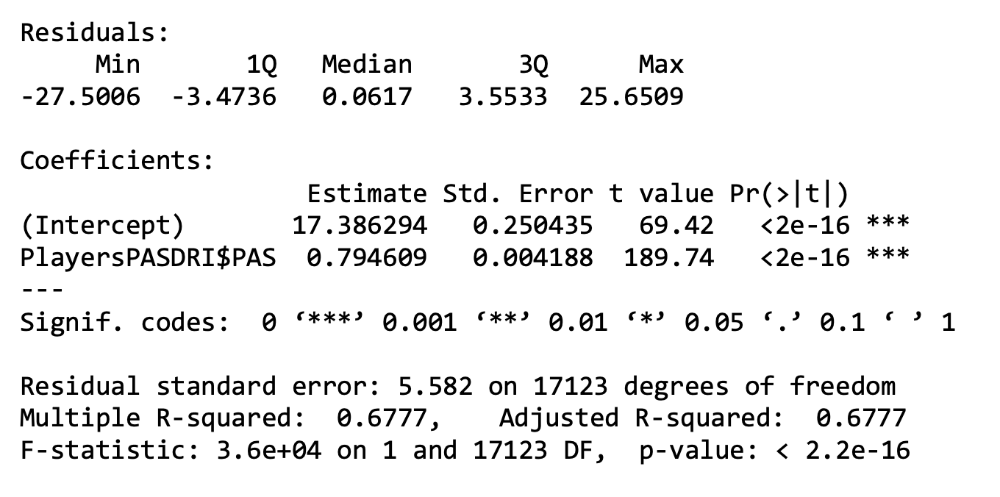 Residuals:
     Min       1Q   Median       3Q      Max
-27.5006  -3.4736   0.0617   3.5533  25.6509
Coefficients:
                  Estimate Std. Error t value Pr(>|t|)
(Intercept)      17.386294   0.250435   69.42   <2e-16 ***
PlayersPASDRI$PAS  0.794609   0.004188  189.74   <2e-16 ***
---
Signif. codes:  0 ‘***’ 0.001 ‘**’ 0.01 ‘*’ 0.05 ‘.’ 0.1 ‘ ’ 1
Residual standard error: 5.582 on 17123 degrees of freedom
Multiple R-squared:  0.6777,    Adjusted R-squared:  0.6777
F-statistic: 3.6e+04 on 1 and 17123 DF,  p-value: < 2.2e-16